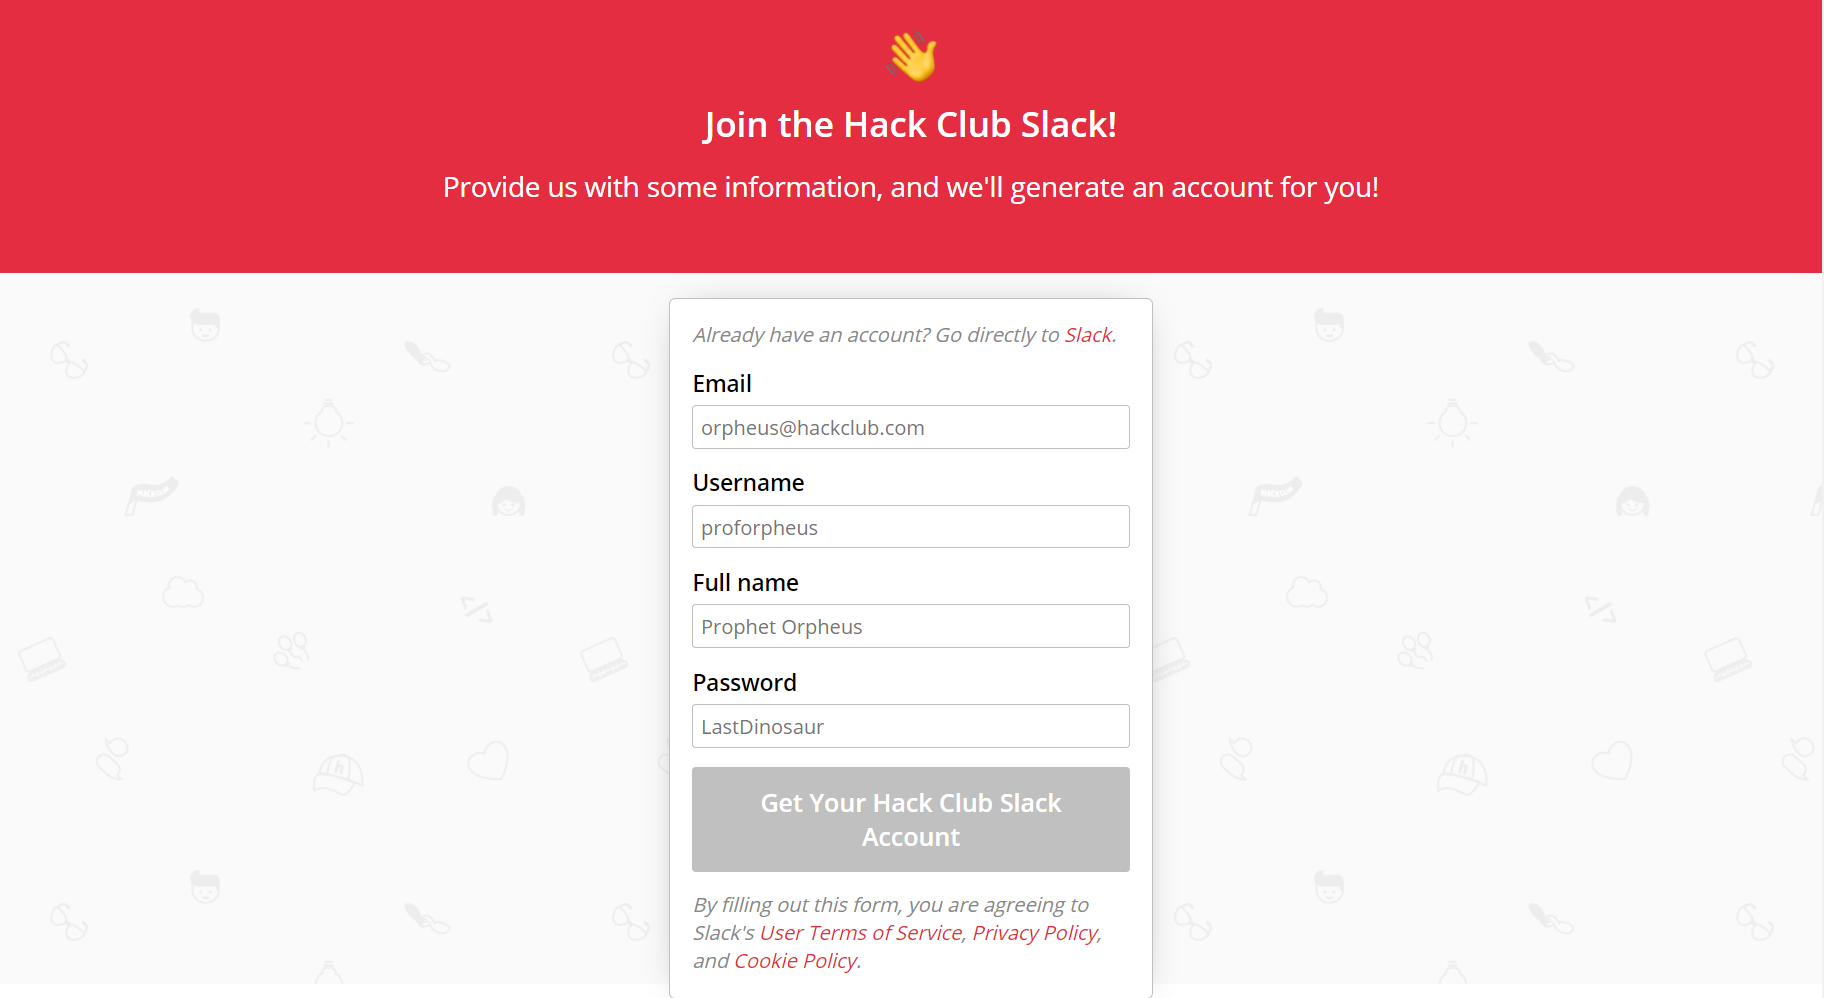 Join the Hack Club Slack!
Provide us with some information, and we'll generate an account for you!
Already have an account? Go directly to Slack.
Email
orpheus@hackclub.com
Username
proforpheus
Full name
Prophet Orpheus
Password
LastDinosaur
Get Your Hack Club Slack
Account
By filling out this form, you are agreeing to
Slack's User Terms of Service, Privacy Policy,
and Cookie Policy.